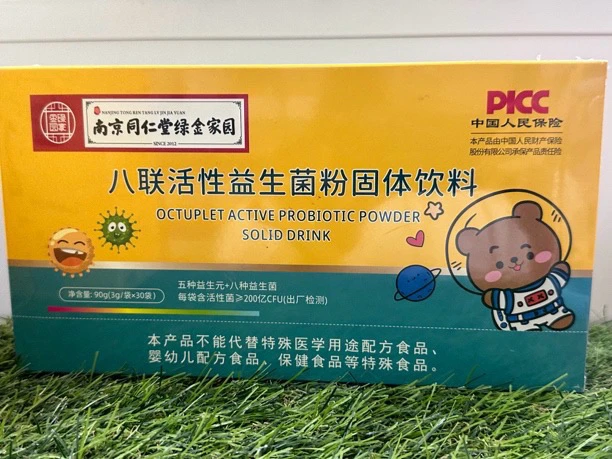 NANJING TONG REN TANG LV JIN JIA YUAN
南京同仁堂绿金家园
SINCE 2012
PICC
中国人民保险
本产品由中国人民财产保险
股份有限公司承保产品责任险
八联活性益生菌粉固体饮料
OCTUPLET ACTIVE PROBIOTIC POWDER
SOLID DRINK
五种益生元+八种益生菌
净含量: 90g(3g/袋×30袋)
每袋含活性菌≥200亿CFU(出厂检测)
本产品不能代替特殊医学用途配方食品、
婴幼儿配方食品、保健食品等特殊食品。